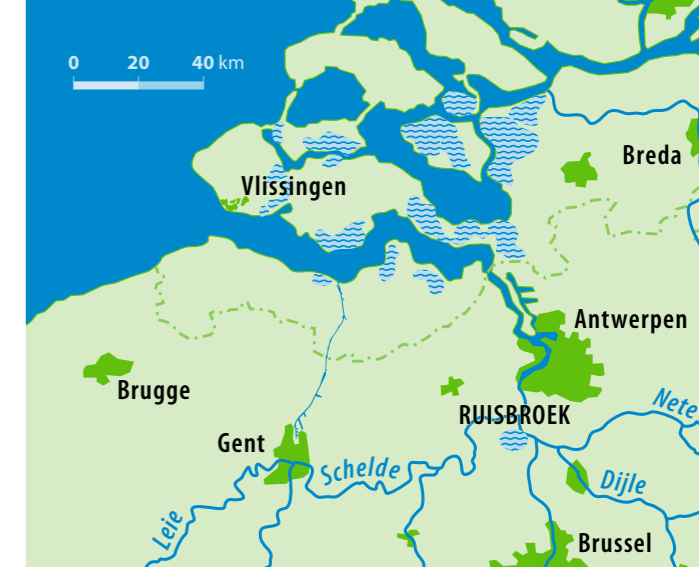 0 20 40 km
Breda
Vlissingen
Antwerpen
Brugge
RUISBROEK
Nete
Gent
Schelde
Dijle
Leie
Brussel